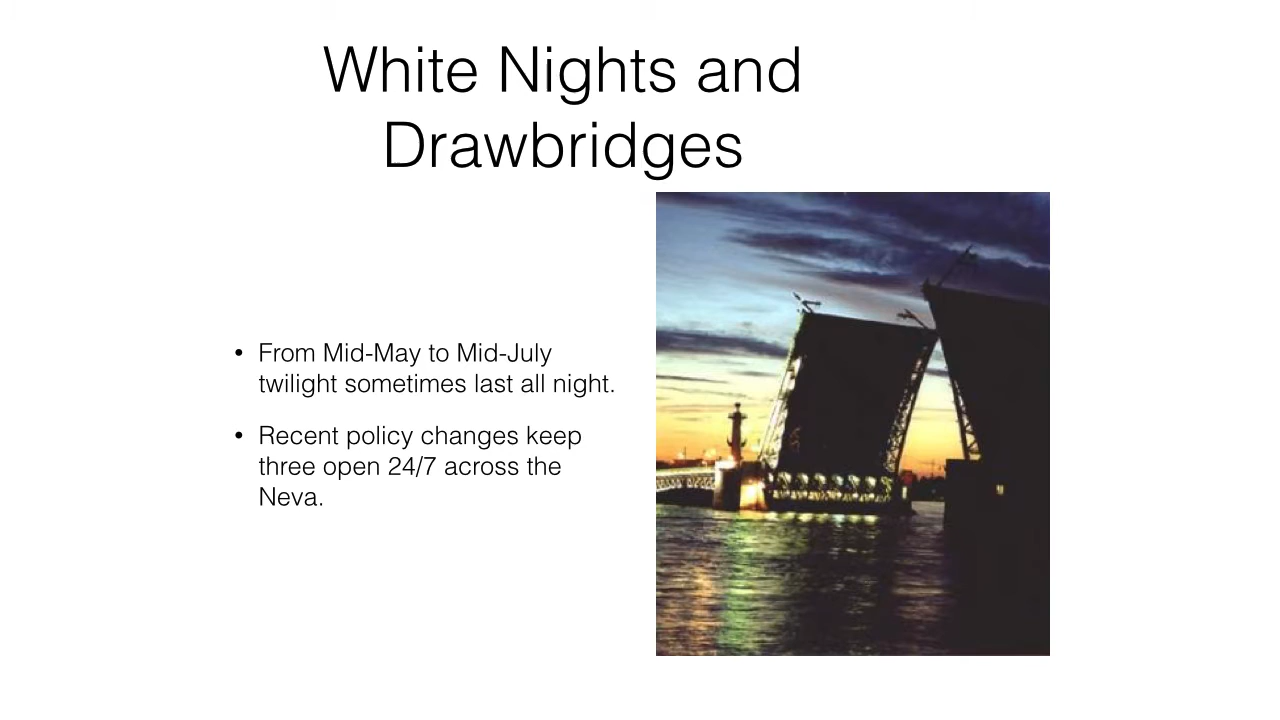 White Nights and
Drawbridges
• From Mid-May to Mid-July
twilight sometimes last all night.
• Recent policy changes keep
three open 24/7 across the
Neva.